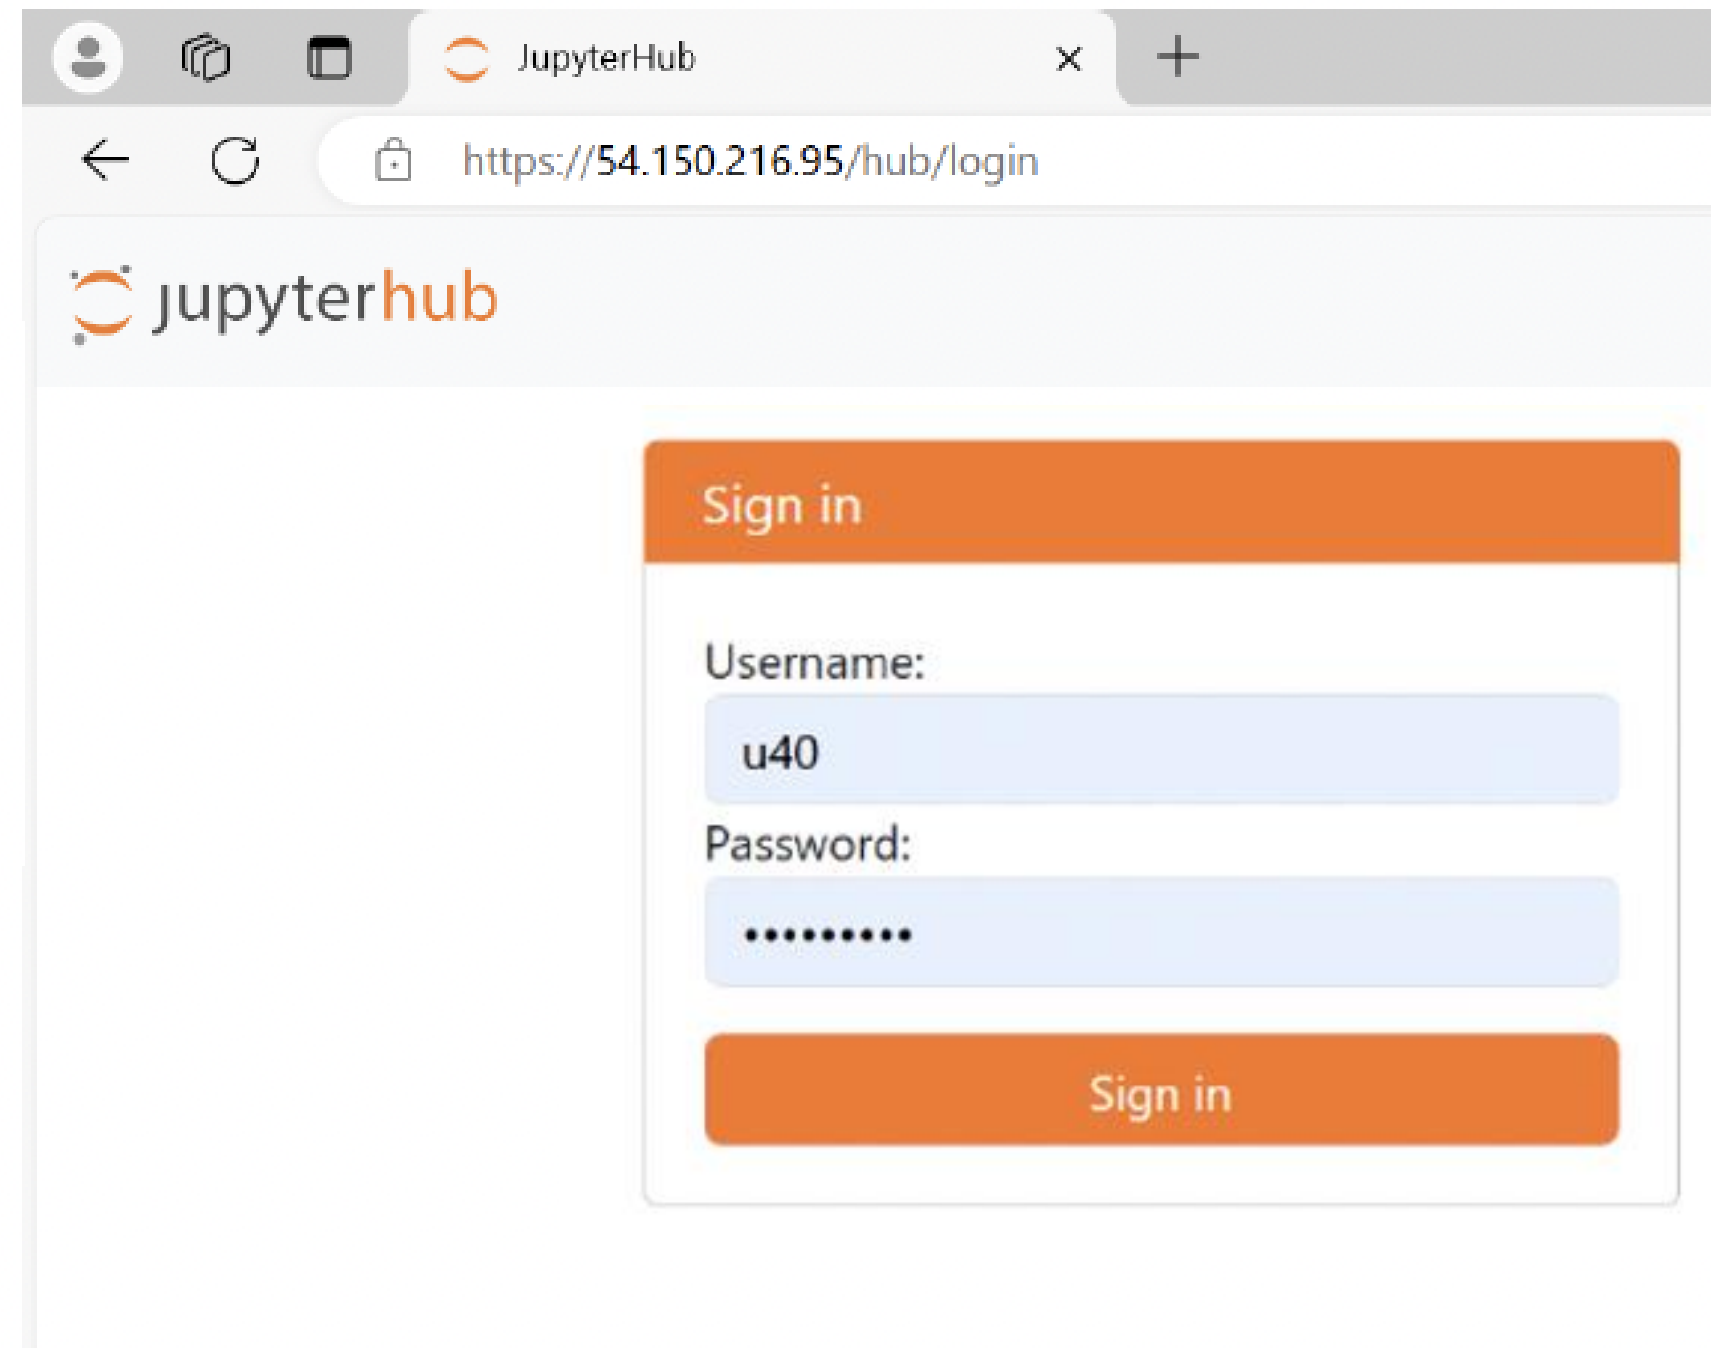 JupyterHub
https://54.150.216.95/hub/login
jupyterhub
Sign in
Username:
u40
Password:
•••••••••
Sign in